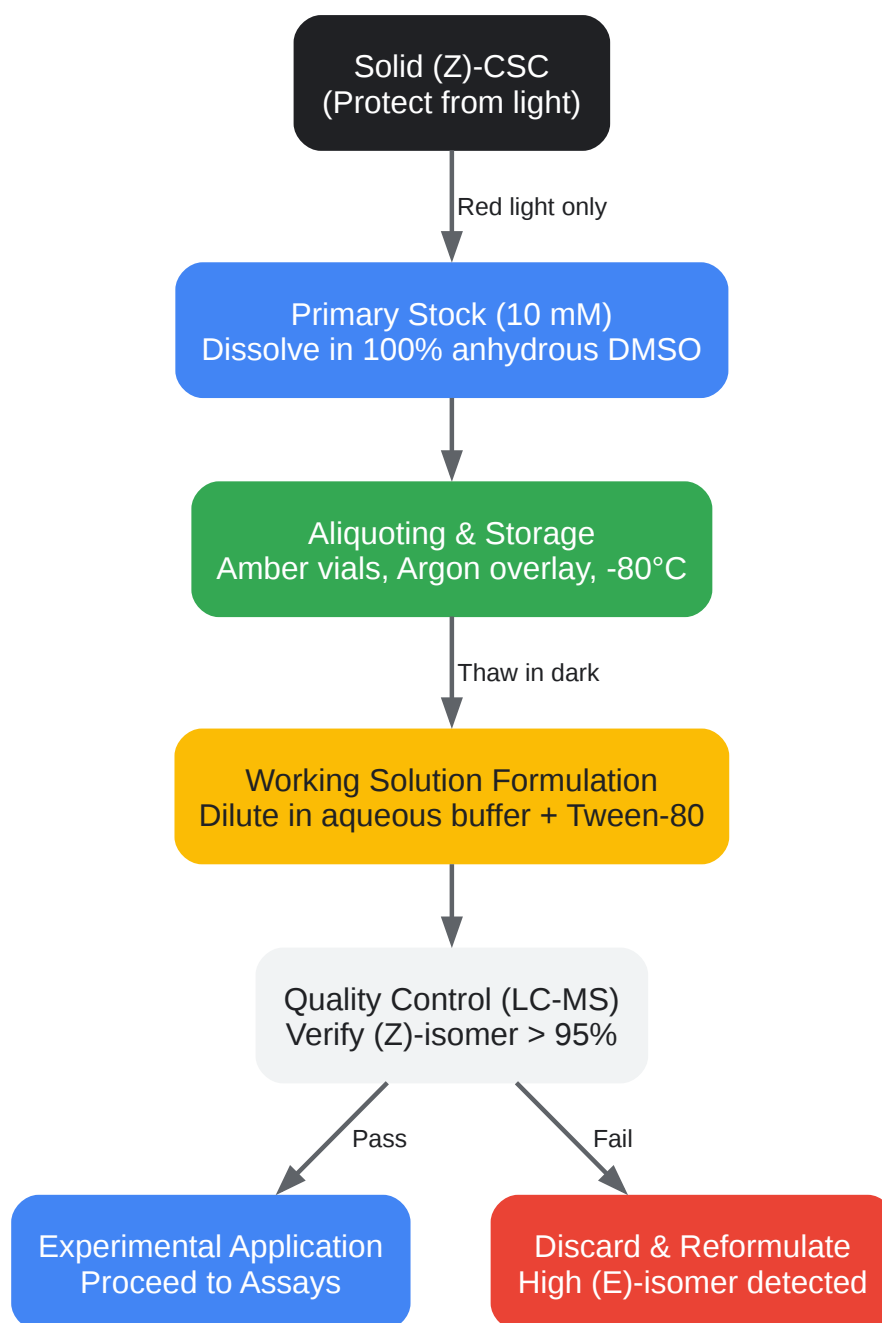 Solid (Z)-CSC
(Protect from light)
Red light only
Primary Stock (10 mM)
Dissolve in 100% anhydrous DMSO
Aliquoting & Storage
Amber vials, Argon overlay, -80°C
Thaw in dark
Working Solution Formulation
Dilute in aqueous buffer + Tween-80
Quality Control (LC-MS)
Verify (Z)-isomer > 95%
Pass
Fail
Experimental Application
Proceed to Assays
Discard & Reformulate
High (E)-isomer detected